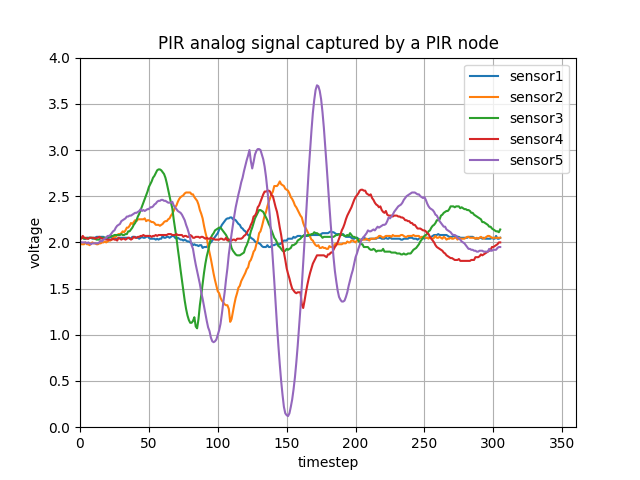 PIR analog signal captured by a PIR node
4.0
3.5
3.0
2.5
2.0
1.5
1.0
0.5
0.0
voltage
sensor1
sensor2
sensor3
sensor4
sensor5
0 50 100 150 200 250 300 350
timestep